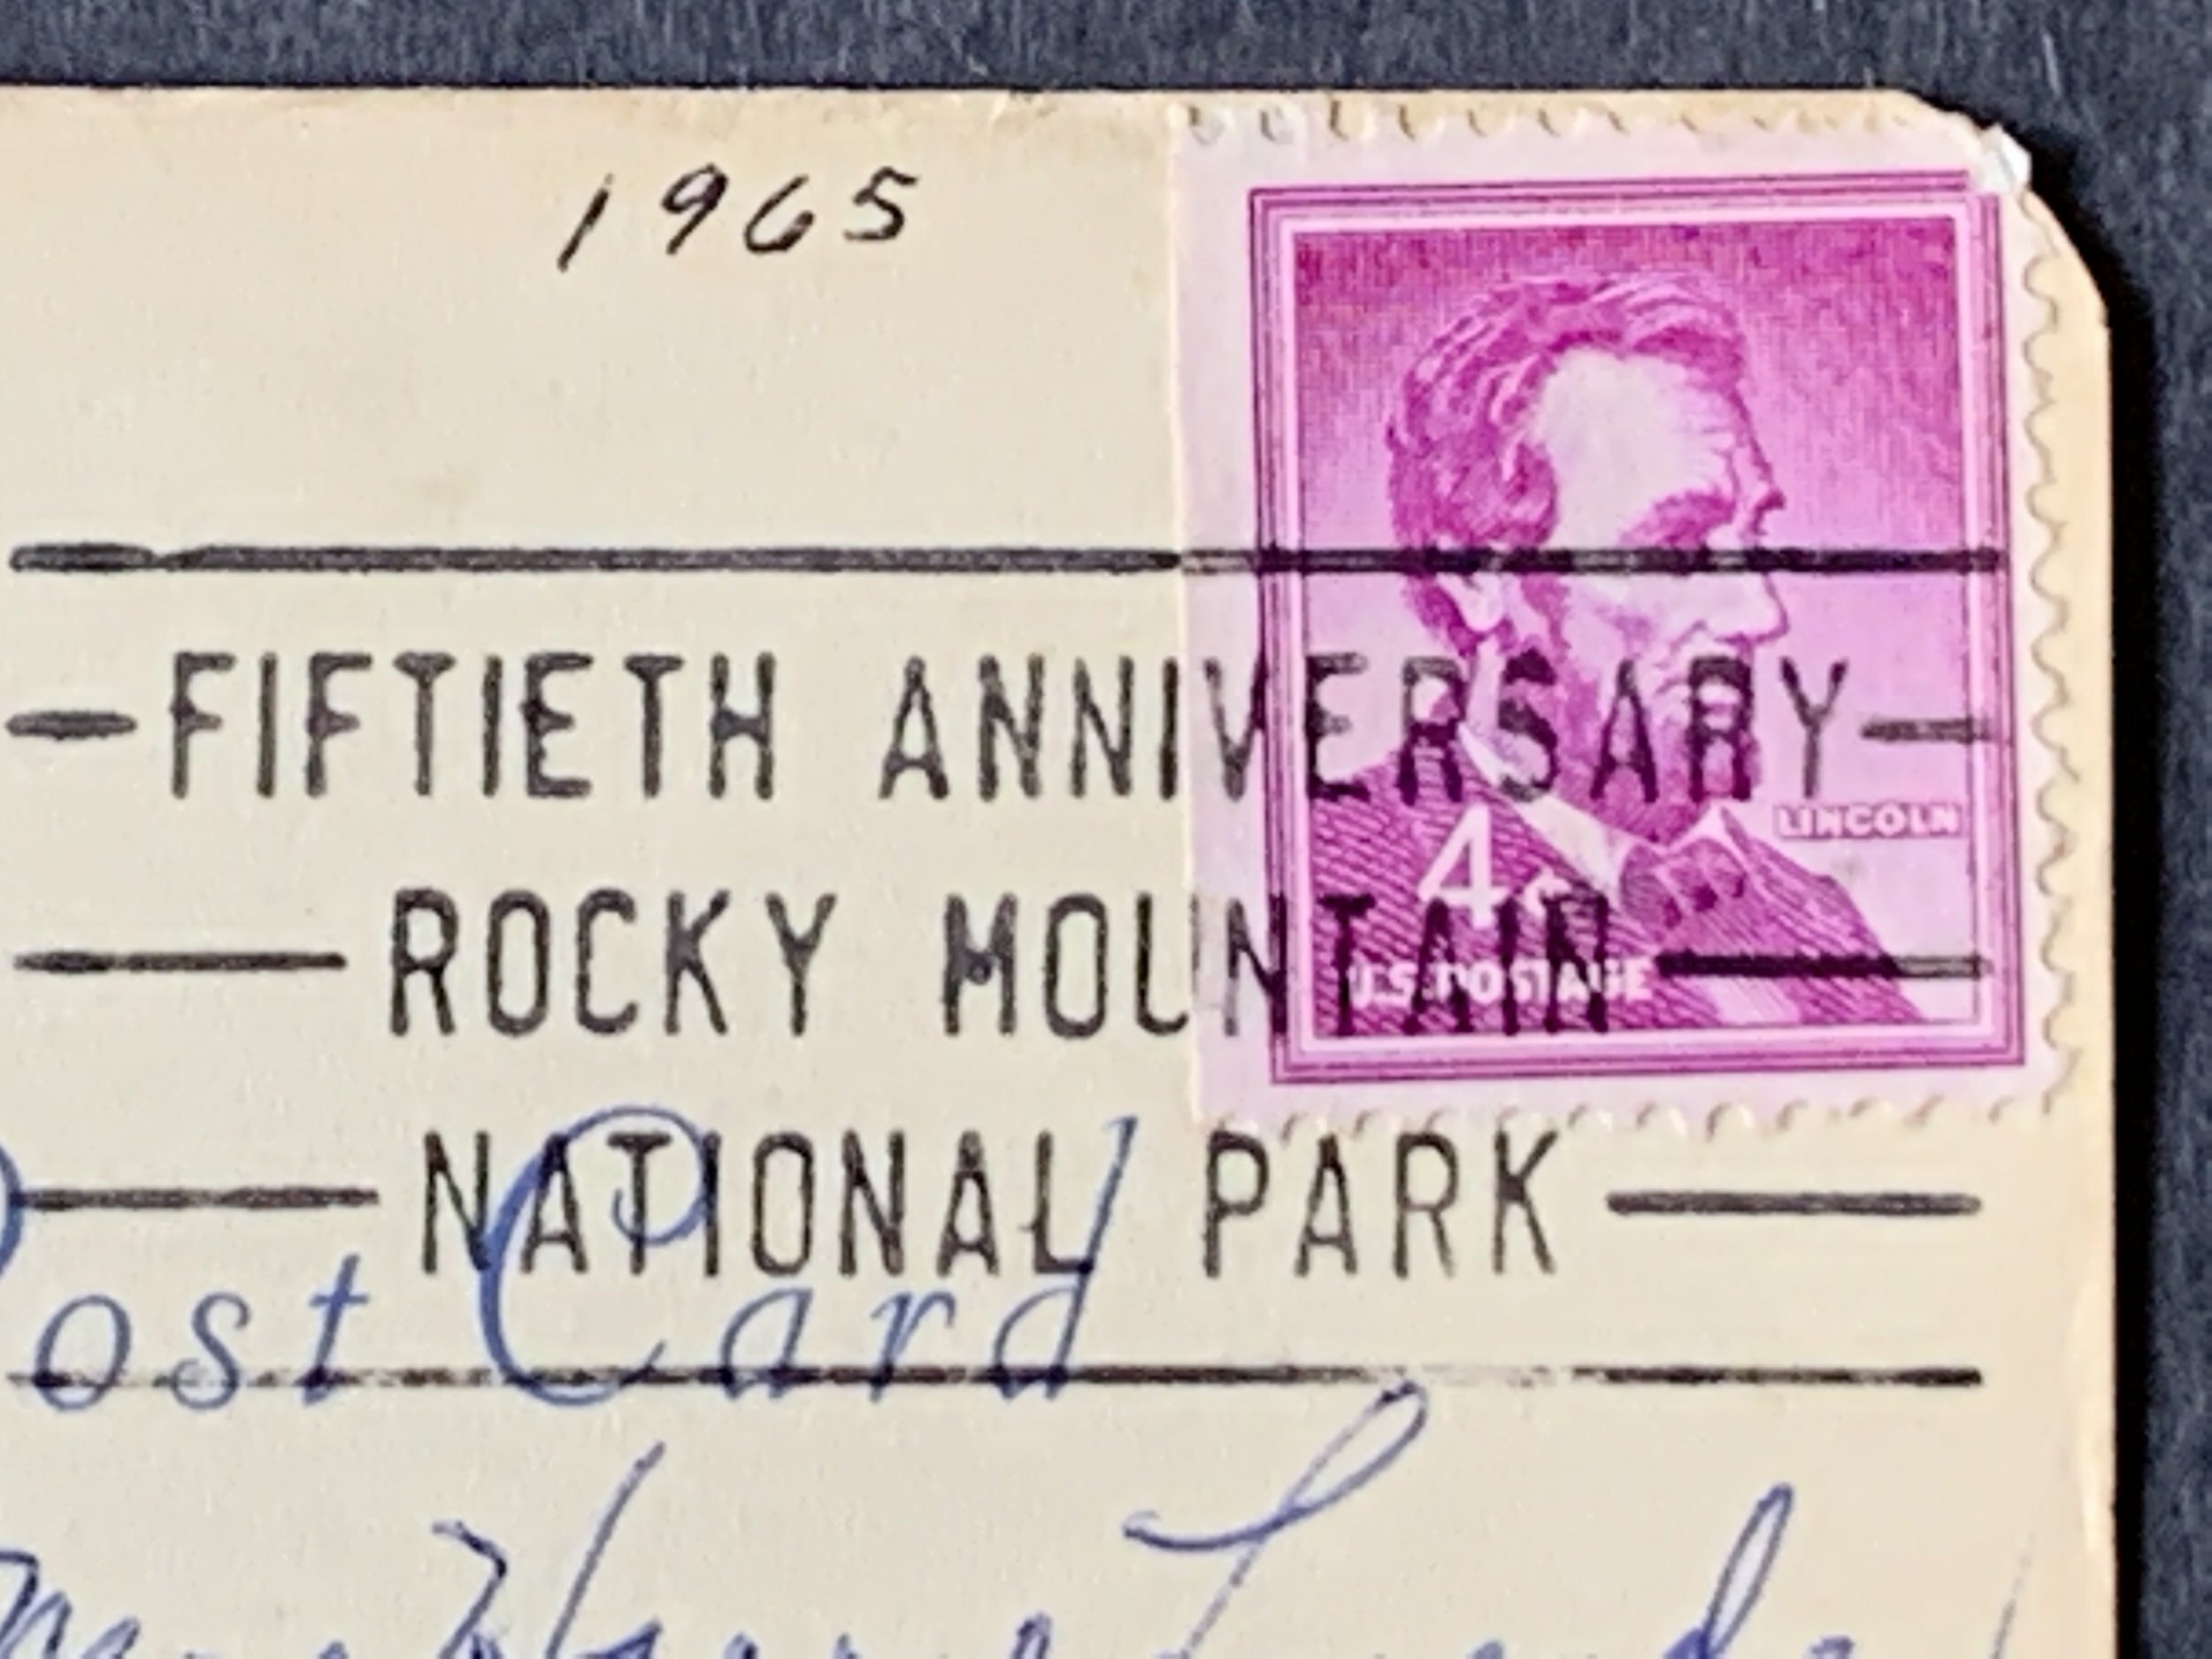 1965
FIFTIETH ANNIVERSARY
LINCOLN
4¢
ROCKY MOUNTAIN
U.S. POSTAGE
NATIONAL PARK
Post Card